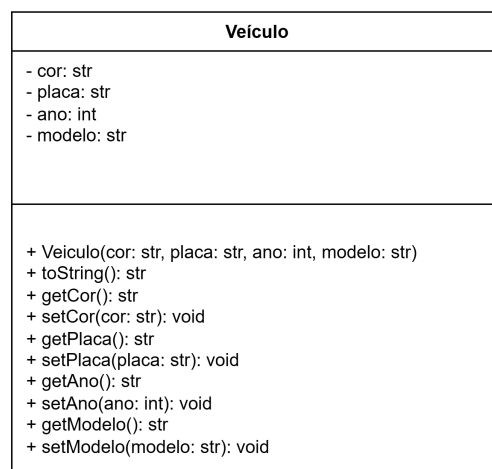 Veículo
- cor: str
- placa: str
- ano: int
- modelo: str
+ Veiculo(cor: str, placa: str, ano: int, modelo: str)
+ toString(): str
+ getCor(): str
+ setCor(cor: str): void
+ getPlaca(): str
+ setPlaca(placa: str): void
+ getAno(): str
+ setAno(ano: int): void
+ getModelo(): str
+ setModelo(modelo: str): void